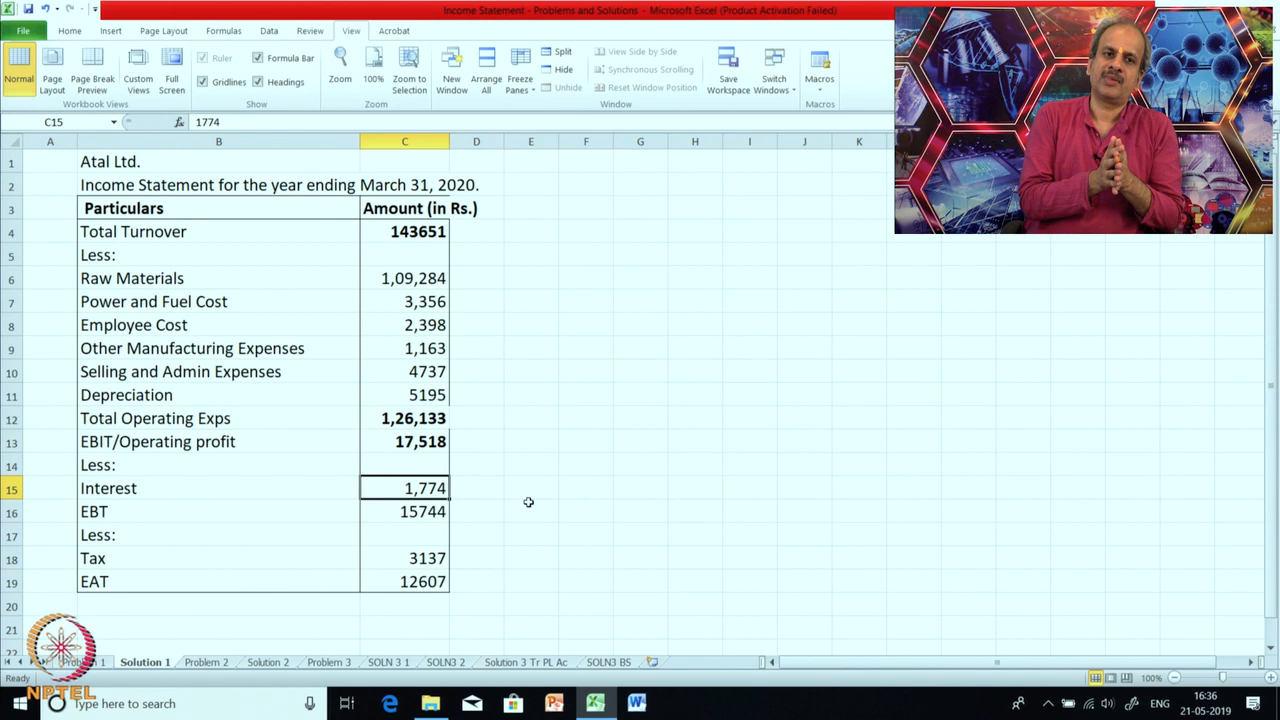 Income Statement - Problems and Solutions - Microsoft Excel (Product Activation Failed)
File Home Insert Page Layout Formulas Data Review View Acrobat
Normal Page Layout Page Break Preview Custom Views Full Screen
Ruler Formula Bar
Gridlines Headings
Zoom 100% Zoom to Selection
New Window Arrange All Freeze Panes
Split
Hide
Unhide
View Side by Side
Synchronous Scrolling
Reset Window Position
Save Workspace Switch Windows
Macros
Workbook Views Show Zoom Window Macros
C15 fx 1774
A B C D E F G H I J K
1 Atal Ltd.
2 Income Statement for the year ending March 31, 2020.
3 Particulars Amount (in Rs.)
4 Total Turnover 143651
5 Less:
6 Raw Materials 1,09,284
7 Power and Fuel Cost 3,356
8 Employee Cost 2,398
9 Other Manufacturing Expenses 1,163
10 Selling and Admin Expenses 4737
11 Depreciation 5195
12 Total Operating Exps 1,26,133
13 EBIT/Operating profit 17,518
14 Less:
15 Interest 1,774
16 EBT 15744
17 Less:
18 Tax 3137
19 EAT 12607
20
21
22
Problem 1 Solution 1 Problem 2 Solution 2 Problem 3 SOLN 3 1 SOLN3 2 Solution 3 Tr PL Ac SOLN3 BS
Ready 100%
NPTEL
Type here to search
ENG 16:36
21-05-2019